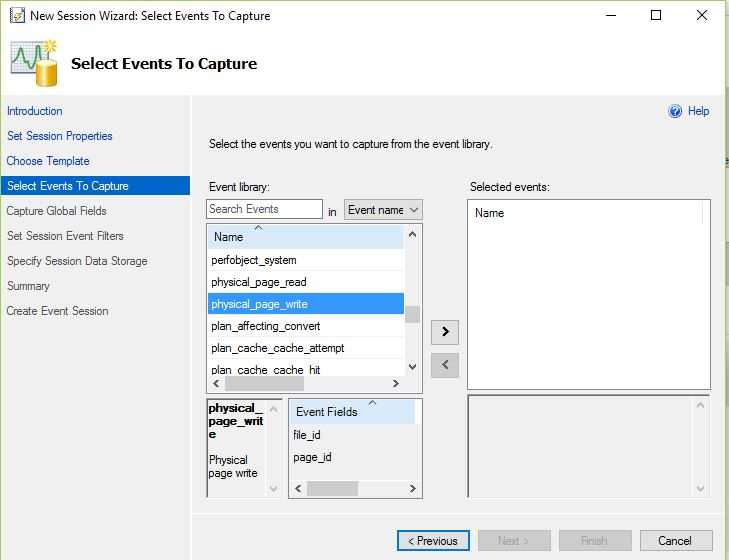 New Session Wizard: Select Events To Capture
Select Events To Capture
Introduction
Set Session Properties
Choose Template
Select Events To Capture
Capture Global Fields
Set Session Event Filters
Specify Session Data Storage
Summary
Create Event Session
Help
Select the events you want to capture from the event library.
Event library:
Search Events
in
Event name
Name
perfobject_system
physical_page_read
physical_page_write
plan_affecting_convert
plan_cache_cache_attempt
plan_cache_cache_hit
physical_
page_writ
e
Physical
page write
Event Fields
file_id
page_id
Selected events:
Name
>
<
< Previous
Next >
Finish
Cancel